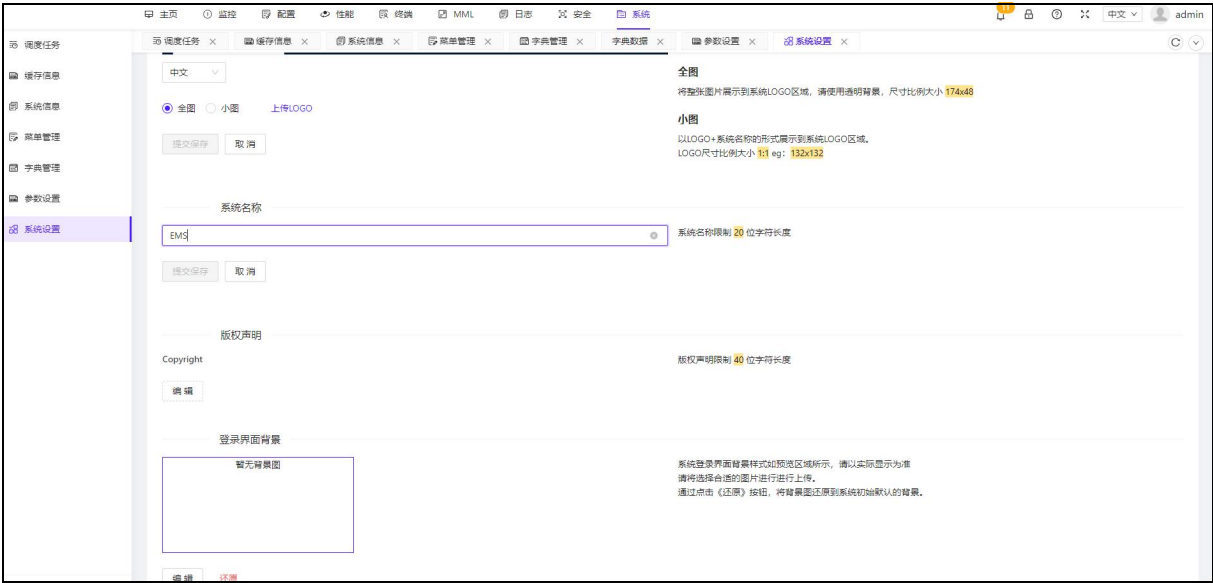 主页 监控 配置 性能 终端 MML 日志 安全 系统 11 中文 admin
调度任务 缓存信息 系统信息 菜单管理 字典管理 字典数据 参数设置 系统设置
调度任务
缓存信息
系统信息
菜单管理
字典管理
参数设置
系统设置
中文
全图 小图 上传LOGO
提交保存 取消
全图
将整张图片展示到系统LOGO区域，请使用透明背景，尺寸比例大小 174x48
小图
以LOGO+系统名称的形式展示到系统LOGO区域。
LOGO尺寸比例大小 1:1 eg：132x132
系统名称
EMS
系统名称限制 20 位字符长度
提交保存 取消
版权声明
Copyright
版权声明限制 40 位字符长度
编辑
登录界面背景
暂无背景图
系统登录界面背景样式如预览区域所示，请以实际显示为准
请将选择合适的图片进行进行上传。
通过点击《还原》按钮，将背景图还原到系统初始默认的背景。
编辑 还原